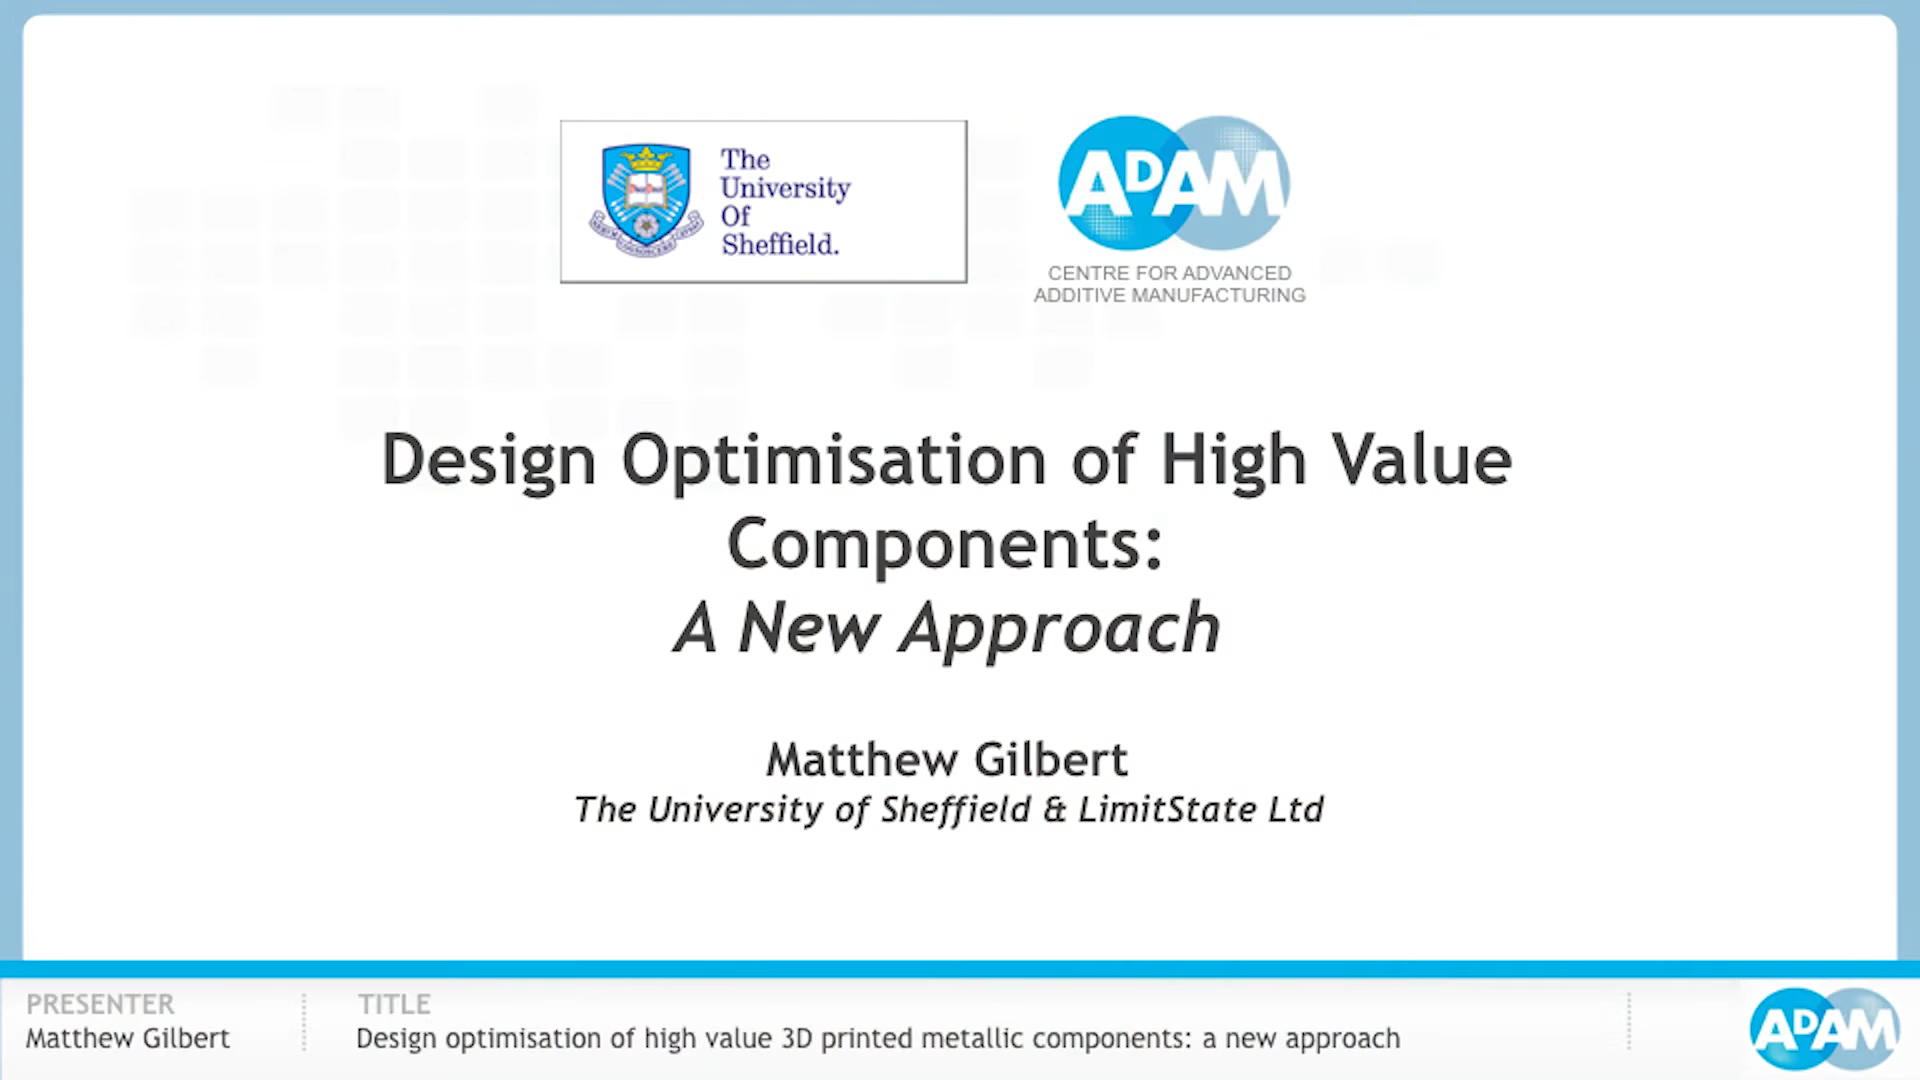 The
University
Of
Sheffield.
ADAM
CENTRE FOR ADVANCED
ADDITIVE MANUFACTURING
Design Optimisation of High Value
Components:
A New Approach
Matthew Gilbert
The University of Sheffield & LimitState Ltd
PRESENTER
Matthew Gilbert
TITLE
Design optimisation of high value 3D printed metallic components: a new approach
ADAM